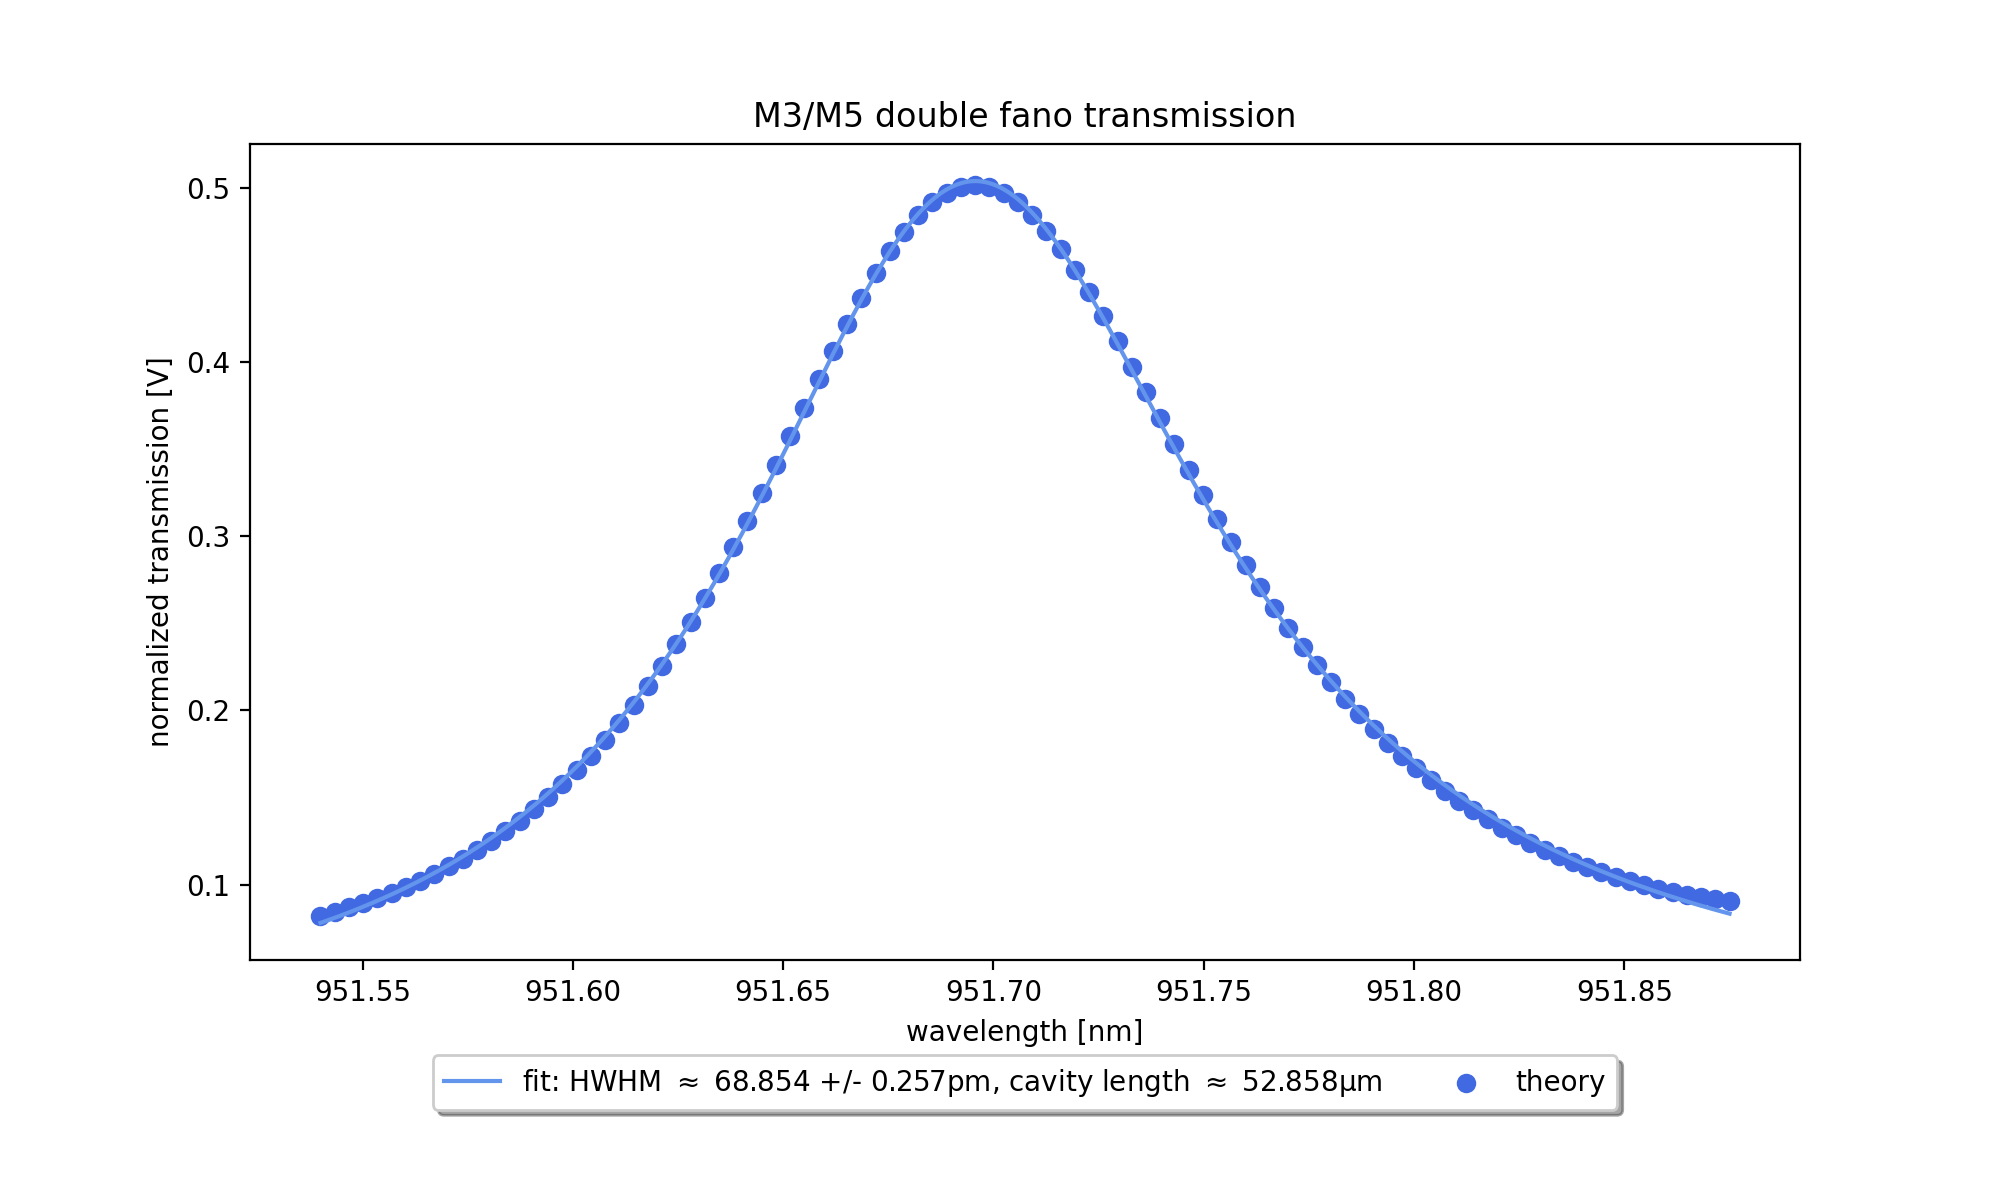 M3/M5 double fano transmission
normalized transmission [V]
0.5
0.4
0.3
0.2
0.1
951.55 951.60 951.65 951.70 951.75 951.80 951.85
wavelength [nm]
fit: HWHM ≈ 68.854 +/- 0.257pm, cavity length ≈ 52.858μm theory